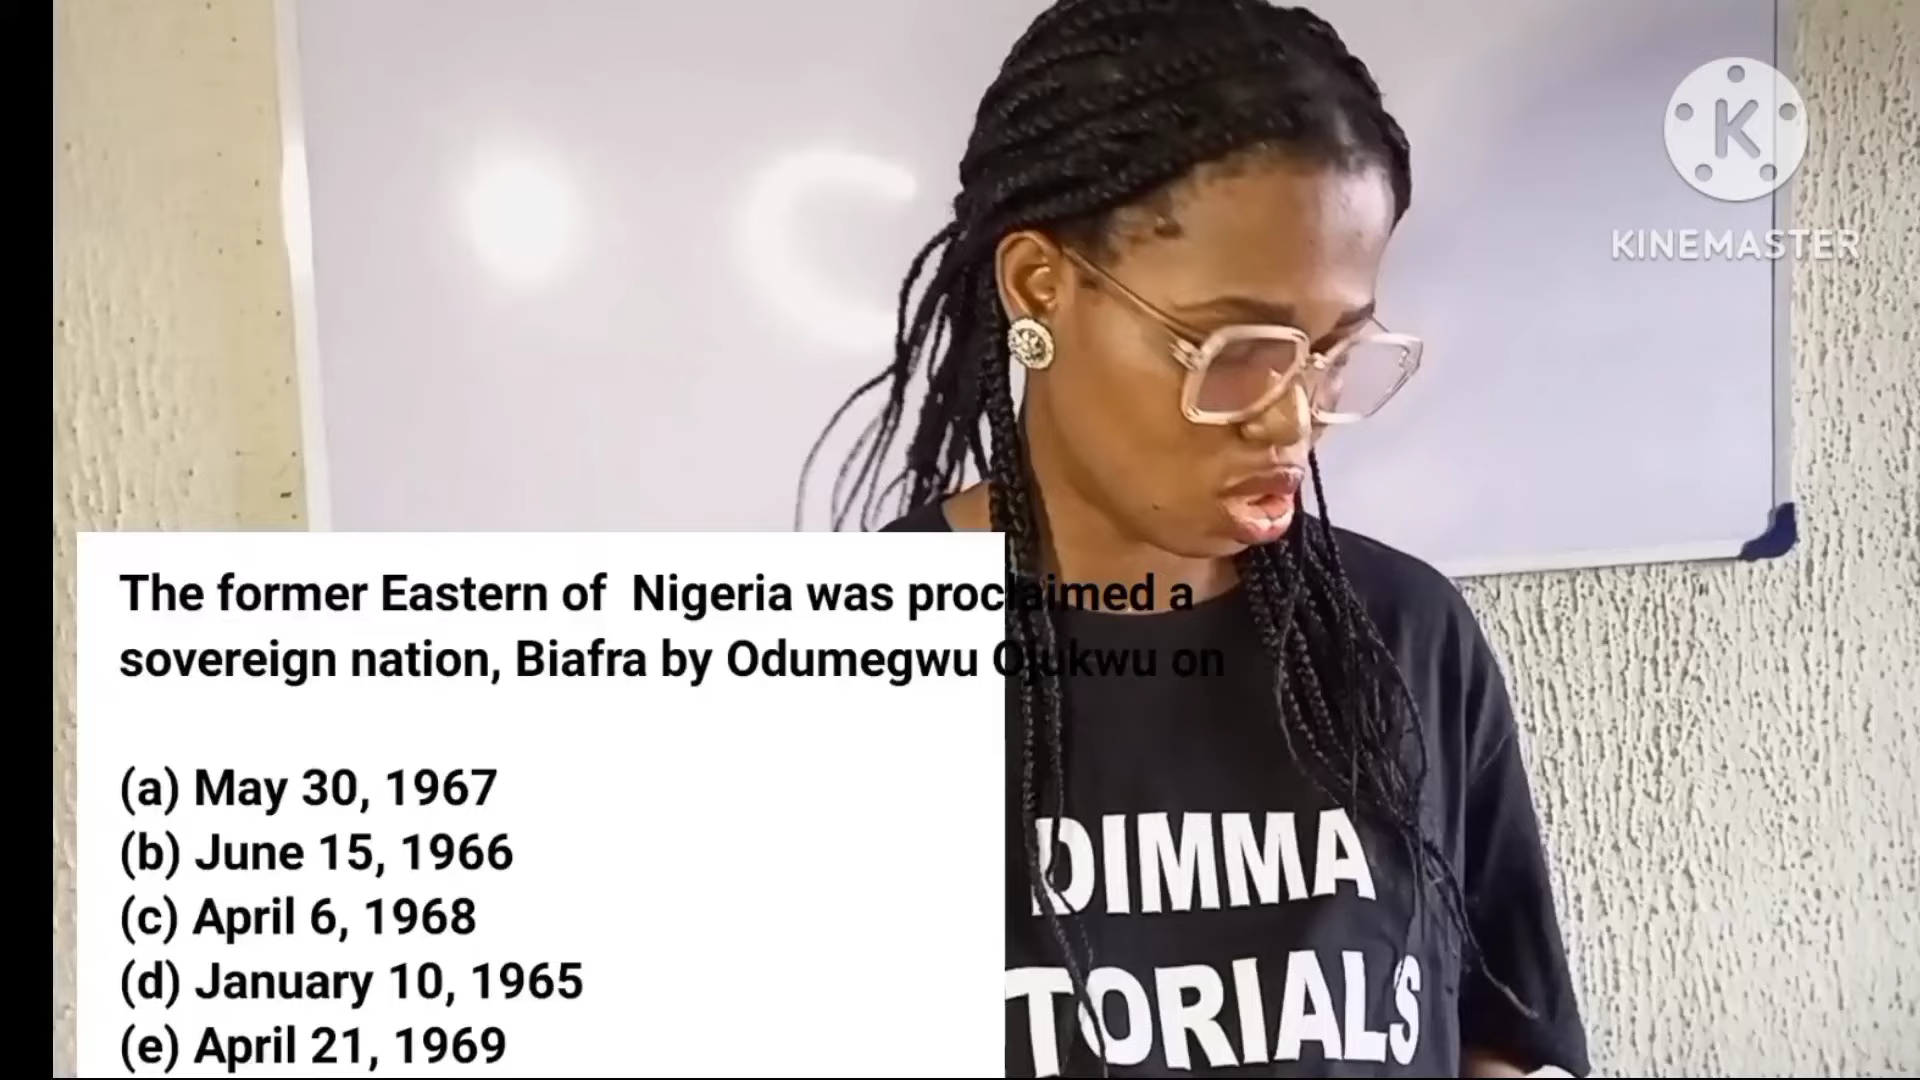 KINEMASTER
The former Eastern of Nigeria was proclaimed a
sovereign nation, Biafra by Odumegwu Ojukwu on
(a) May 30, 1967
(b) June 15, 1966
(c) April 6, 1968
(d) January 10, 1965
(e) April 21, 1969
DIMMA
TORIALS